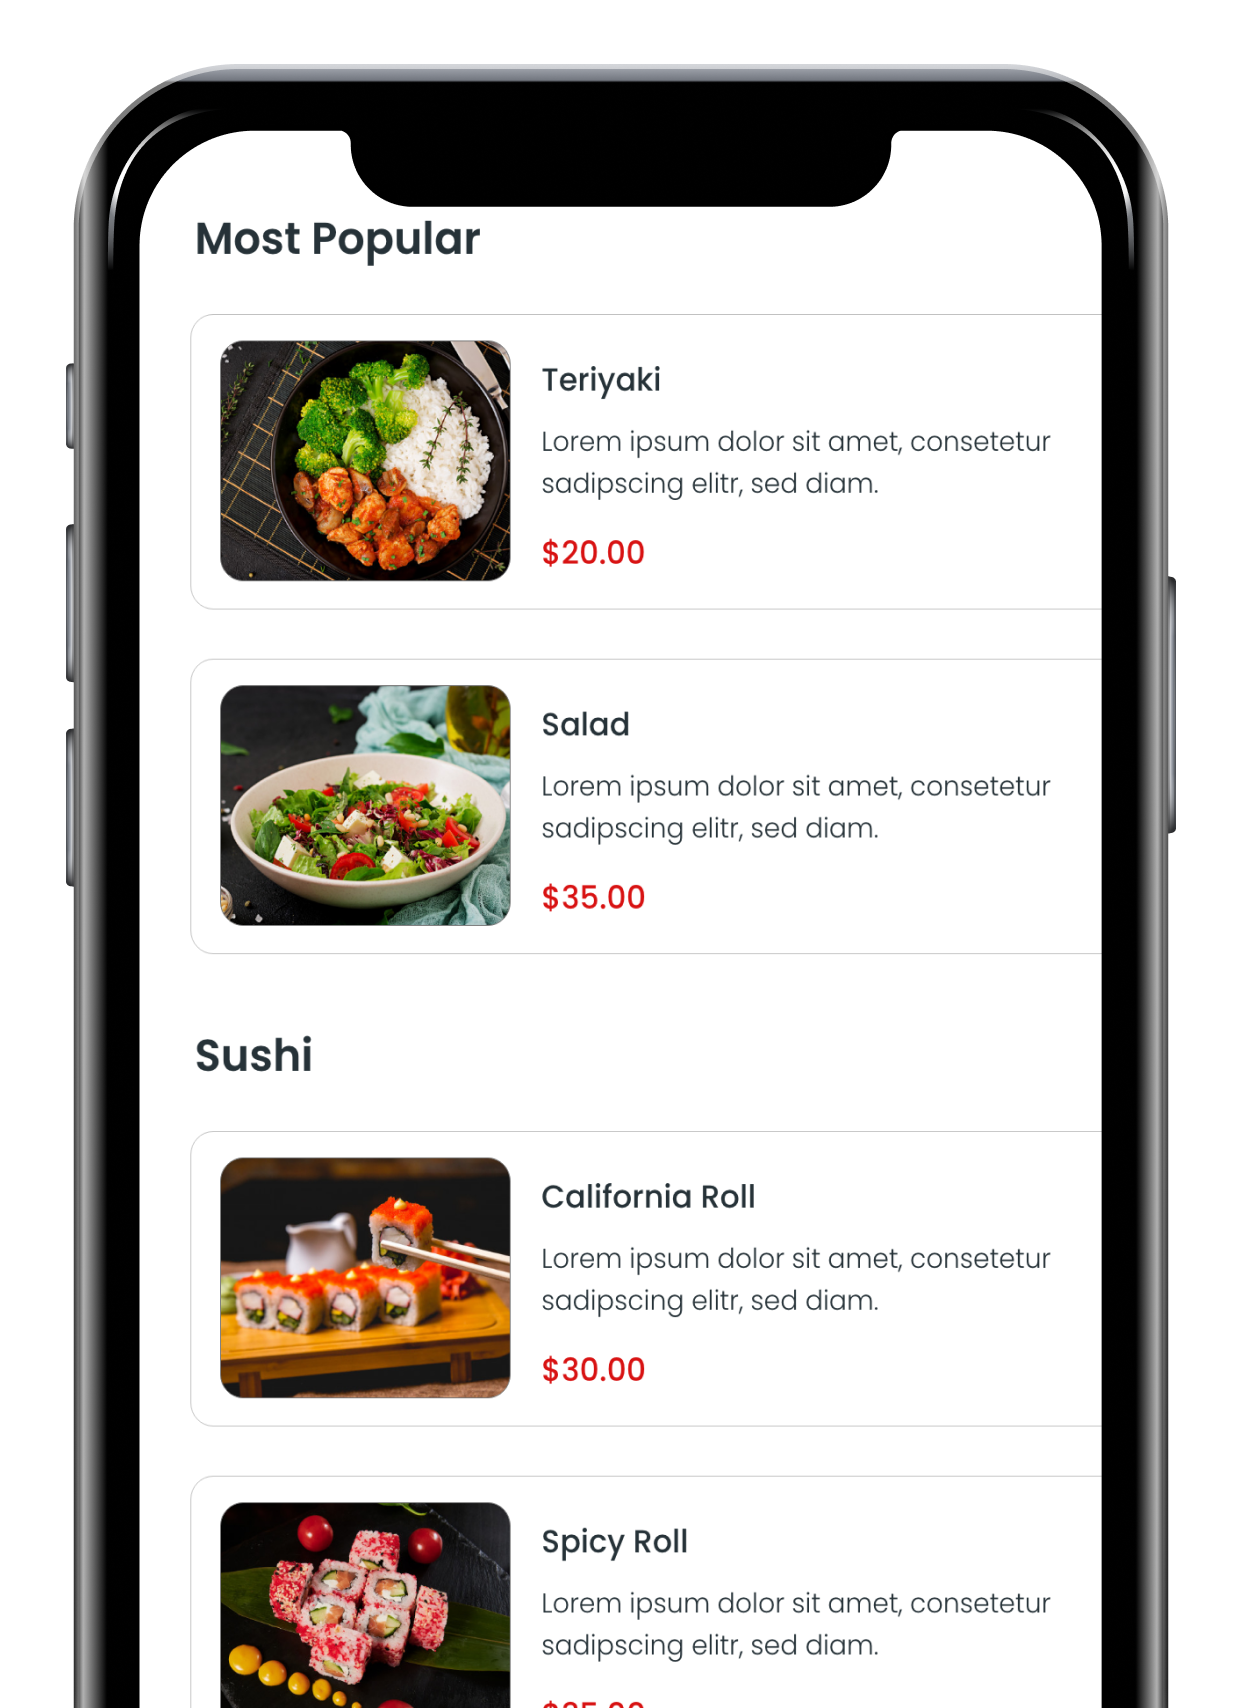 Most Popular
Teriyaki
Lorem ipsum dolor sit amet, consetetur
sadipscing elitr, sed diam.
$20.00
Salad
Lorem ipsum dolor sit amet, consetetur
sadipscing elitr, sed diam.
$35.00
Sushi
California Roll
Lorem ipsum dolor sit amet, consetetur
sadipscing elitr, sed diam.
$30.00
Spicy Roll
Lorem ipsum dolor sit amet, consetetur
sadipscing elitr, sed diam.